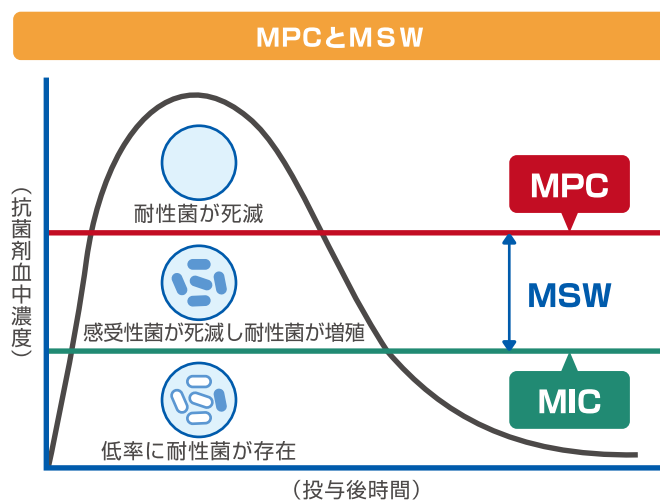 MPCとMSW
(抗菌剤血中濃度)
耐性菌が死滅
MPC
感受性菌が死滅し耐性菌が増殖
MSW
MIC
低率に耐性菌が存在
(投与後時間)